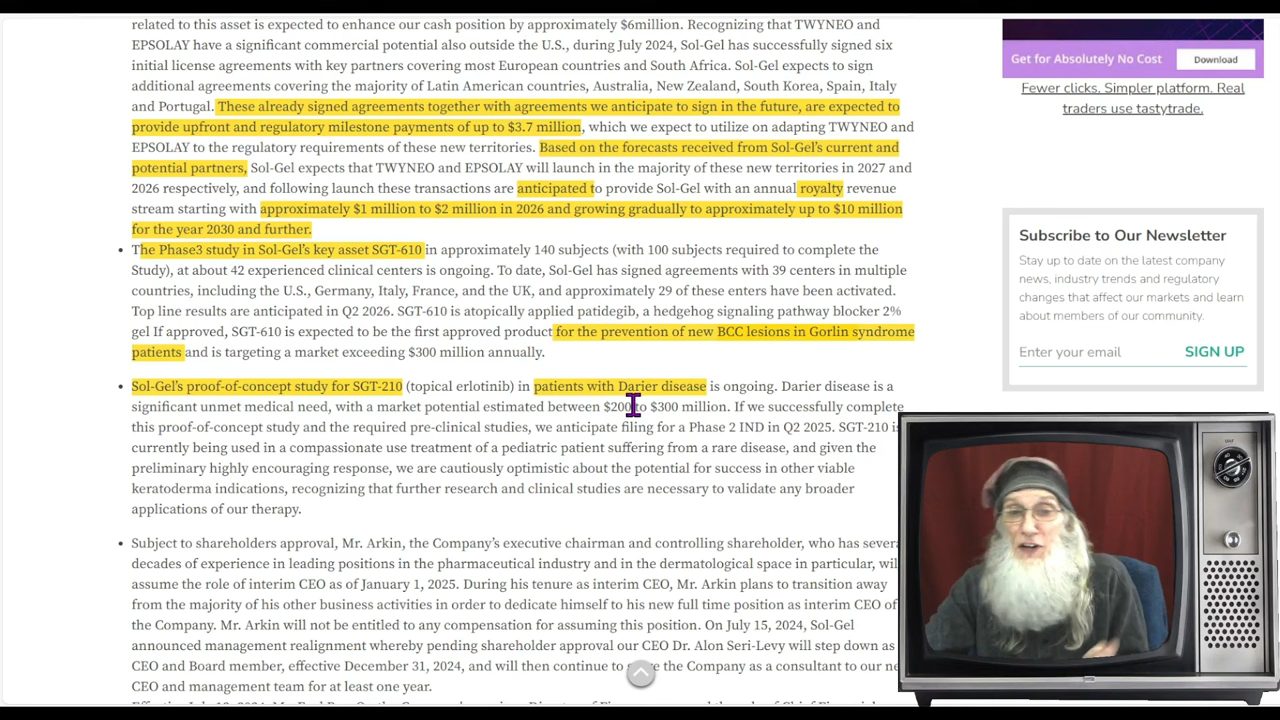 related to this asset is expected to enhance our cash position by approximately $6million. Recognizing that TWYNEO and
EPSOLAY have a significant commercial potential also outside the U.S., during July 2024, Sol-Gel has successfully signed six
initial license agreements with key partners covering most European countries and South Africa. Sol-Gel expects to sign
additional agreements covering the majority of Latin American countries, Australia, New Zealand, South Korea, Spain, Italy
and Portugal. These already signed agreements together with agreements we anticipate to sign in the future, are expected to
provide upfront and regulatory milestone payments of up to $3.7 million, which we expect to utilize on adapting TWYNEO and
EPSOLAY to the regulatory requirements of these new territories. Based on the forecasts received from Sol-Gel's current and
potential partners, Sol-Gel expects that TWYNEO and EPSOLAY will launch in the majority of these new territories in 2027 and
2026 respectively, and following launch these transactions are anticipated to provide Sol-Gel with an annual royalty revenue
stream starting with approximately $1 million to $2 million in 2026 and growing gradually to approximately up to $10 million
for the year 2030 and further.
• The Phase3 study in Sol-Gel's key asset SGT-610 in approximately 140 subjects (with 100 subjects required to complete the
Study), at about 42 experienced clinical centers is ongoing. To date, Sol-Gel has signed agreements with 39 centers in multiple
countries, including the U.S., Germany, Italy, France, and the UK, and approximately 29 of these enters have been activated.
Top line results are anticipated in Q2 2026. SGT-610 is atopically applied patidegib, a hedgehog signaling pathway blocker 2%
gel If approved, SGT-610 is expected to be the first approved product for the prevention of new BCC lesions in Gorlin syndrome
patients and is targeting a market exceeding $300 million annually.
• Sol-Gel's proof-of-concept study for SGT-210 (topical erlotinib) in patients with Darier disease is ongoing. Darier disease is a
significant unmet medical need, with a market potential estimated between $200 to $300 million. If we successfully complete
this proof-of-concept study and the required pre-clinical studies, we anticipate filing for a Phase 2 IND in Q2 2025. SGT-210 is
currently being used in a compassionate use treatment of a pediatric patient suffering from a rare disease, and given the
preliminary highly encouraging response, we are cautiously optimistic about the potential for success in other viable
keratoderma indications, recognizing that further research and clinical studies are necessary to validate any broader
applications of our therapy.
• Subject to shareholders approval, Mr. Arkin, the Company's executive chairman and controlling shareholder, who has
decades of experience in leading positions in the pharmaceutical industry and in the dermatological space in particular,
assume the role of interim CEO as of January 1, 2025. During his tenure as interim CEO, Mr. Arkin plans to transition away
from the majority of his other business activities in order to dedicate himself to his new full time position as interim CEO of
the Company. Mr. Arkin will not be entitled to any compensation for assuming this position. On July 15, 2024, Sol-Gel
announced management realignment whereby pending shareholder approval our CEO Dr. Alon Seri-Levy will step down as
CEO and Board member, effective December 31, 2024, and will then continue to the Company as a consultant to our
CEO and management team for at least one year.
Get for Absolutely No Cost
Download
Fewer clicks. Simpler platform. Real
traders use tastytrade.
Subscribe to Our Newsletter
Stay up to date on the latest company
news, industry trends and regulatory
changes that affect our markets and learn
about members of our community.
Enter your email SIGN UP